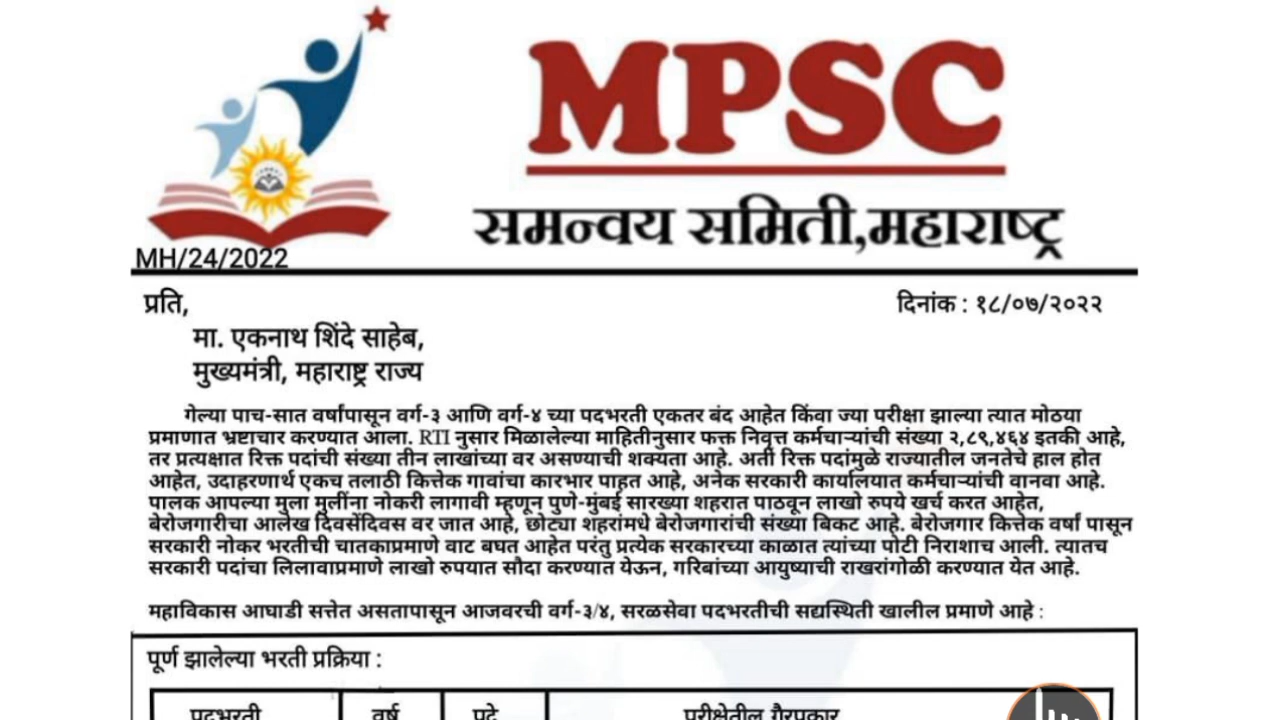 MPSC
समन्वय समिती,महाराष्ट्र
MH/24/2022
प्रति,
दिनांक : १८/०७/२०२२
मा. एकनाथ शिंदे साहेब,
मुख्यमंत्री, महाराष्ट्र राज्य
गेल्या पाच-सात वर्षांपासून वर्ग-३ आणि वर्ग-४ च्या पदभरती एकतर बंद आहेत किंवा ज्या परीक्षा झाल्या त्यात मोठया
प्रमाणात भ्रष्टाचार करण्यात आला. RTI नुसार मिळालेल्या माहितीनुसार फक्त निवृत्त कर्मचाऱ्यांची संख्या २,८९,४६४ इतकी आहे,
तर प्रत्यक्षात रिक्त पदांची संख्या तीन लाखांच्या वर असण्याची शक्यता आहे. अती रिक्त पदांमुळे राज्यातील जनतेचे हाल होत
आहेत, उदाहरणार्थ एकच तलाठी कित्तेक गावांचा कारभार पाहत आहे, अनेक सरकारी कार्यालियात कर्मचाऱ्यांची वानवा आहे.
पालक आपल्या मुला मुलींना नोकरी लागावी म्हणून पुणे-मुंबई सारख्या शहरात पाठवून लाखो रुपये खर्च करत आहेत,
बेरोजगारीचा आलेख दिवसेंदिवस वर जात आहे, छोट्या शहरांमधे बेरोजगारांची संख्या बिकट आहे. बेरोजगार कित्तेक वर्षां पासून
सरकारी नोकर भरतीची चातकाप्रमाणे वाट बघत आहेत परंतु प्रत्येक सरकारच्या काळात त्यांच्या पोटी निराशाच आली. त्यातच
सरकारी पदांचा लिलावाप्रमाणे लाखो रुपयात सौदा करण्यात येऊन, गरिबांच्या आयुष्याची राखरांगोळी करण्यात येत आहे.
महाविकास आघाडी सत्तेत असतापासून आजवरची वर्ग-३/४, सरळसेवा पदभरतीची सद्यस्थिती खालील प्रमाणे आहे :
पूर्ण झालेल्या भरती प्रक्रिया :
पदभरती वर्ष पदे परीक्षेतील गैरप्रकार